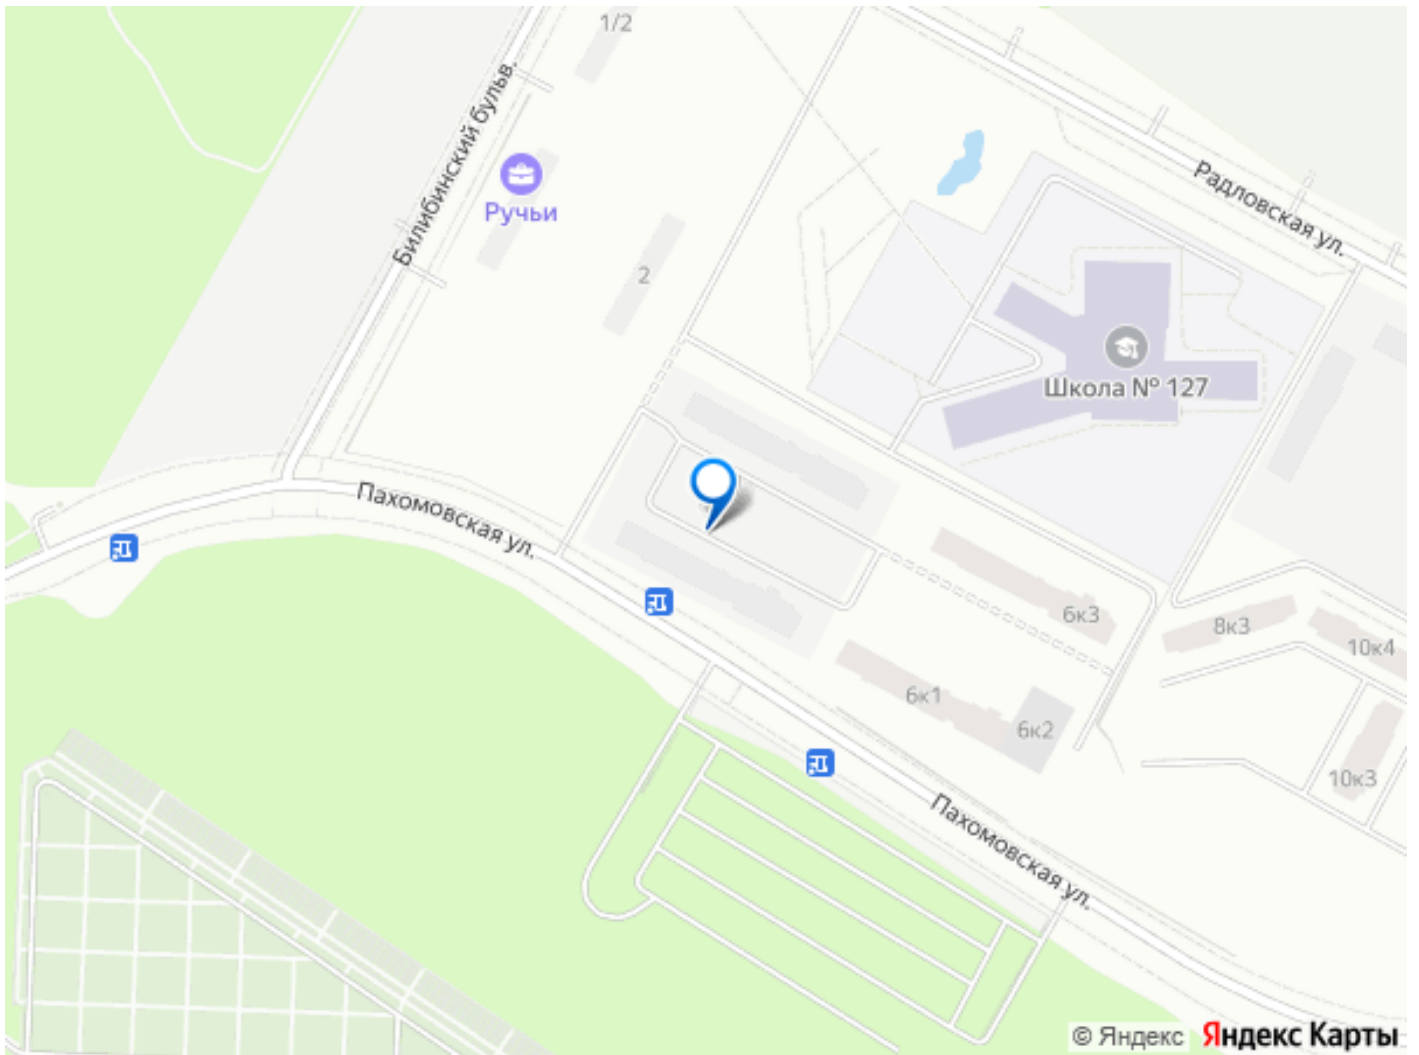 1/2
Билибинский бульв.
Ручьи
2
Радловская ул.
Школа № 127
Пахомовская ул.
6к3
8к3
10к4
6к1
6к2
10к3
Пахомовская ул.
© Яндекс Яндекс Карты